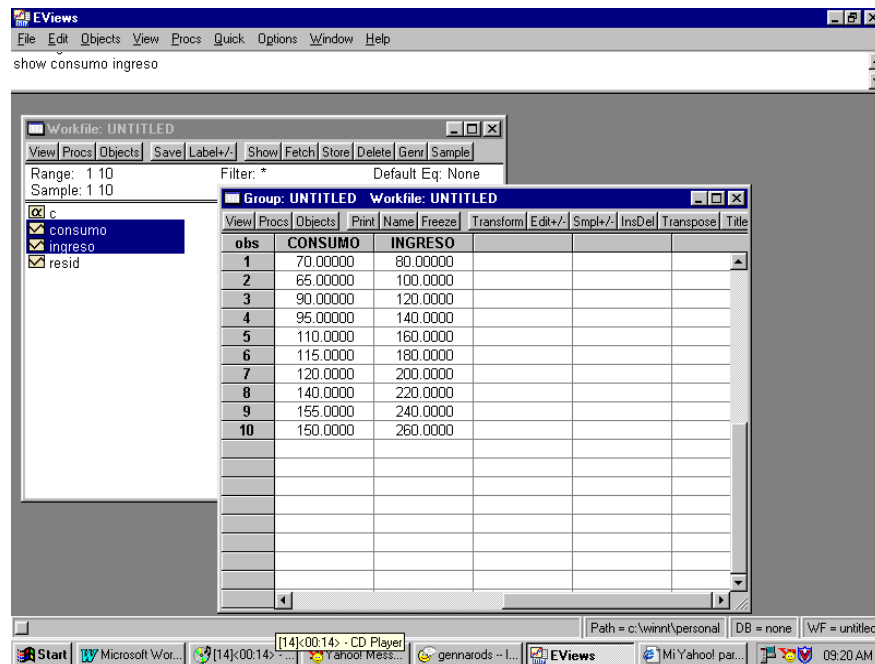 EViews
File Edit Objects View Procs Quick Options Window Help
show consumo ingreso
Workfile: UNTITLED
View Procs Objects Save Label+/- Show Fetch Store Delete Genr Sample
Range: 1 10 Filter: * Default Eq: None
Sample: 1 10
c
consumo
ingreso
resid
Group: UNTITLED Workfile: UNTITLED
View Procs Objects Print Name Freeze Transform Edit+/- Smpl+/- InsDel Transpose Title
obs CONSUMO INGRESO
1 70.00000 80.00000
2 65.00000 100.0000
3 90.00000 120.0000
4 95.00000 140.0000
5 110.0000 160.0000
6 115.0000 180.0000
7 120.0000 200.0000
8 140.0000 220.0000
9 155.0000 240.0000
10 150.0000 260.0000
Path = c:\winnt\personal DB = none WF = untitled
[14]<00:14> - CD Player
Start Microsoft Wor... [14]<00:14> - ... Yahoo! Mess... gennarods -- I... EViews Mi Yahoo! par... 09:20 AM